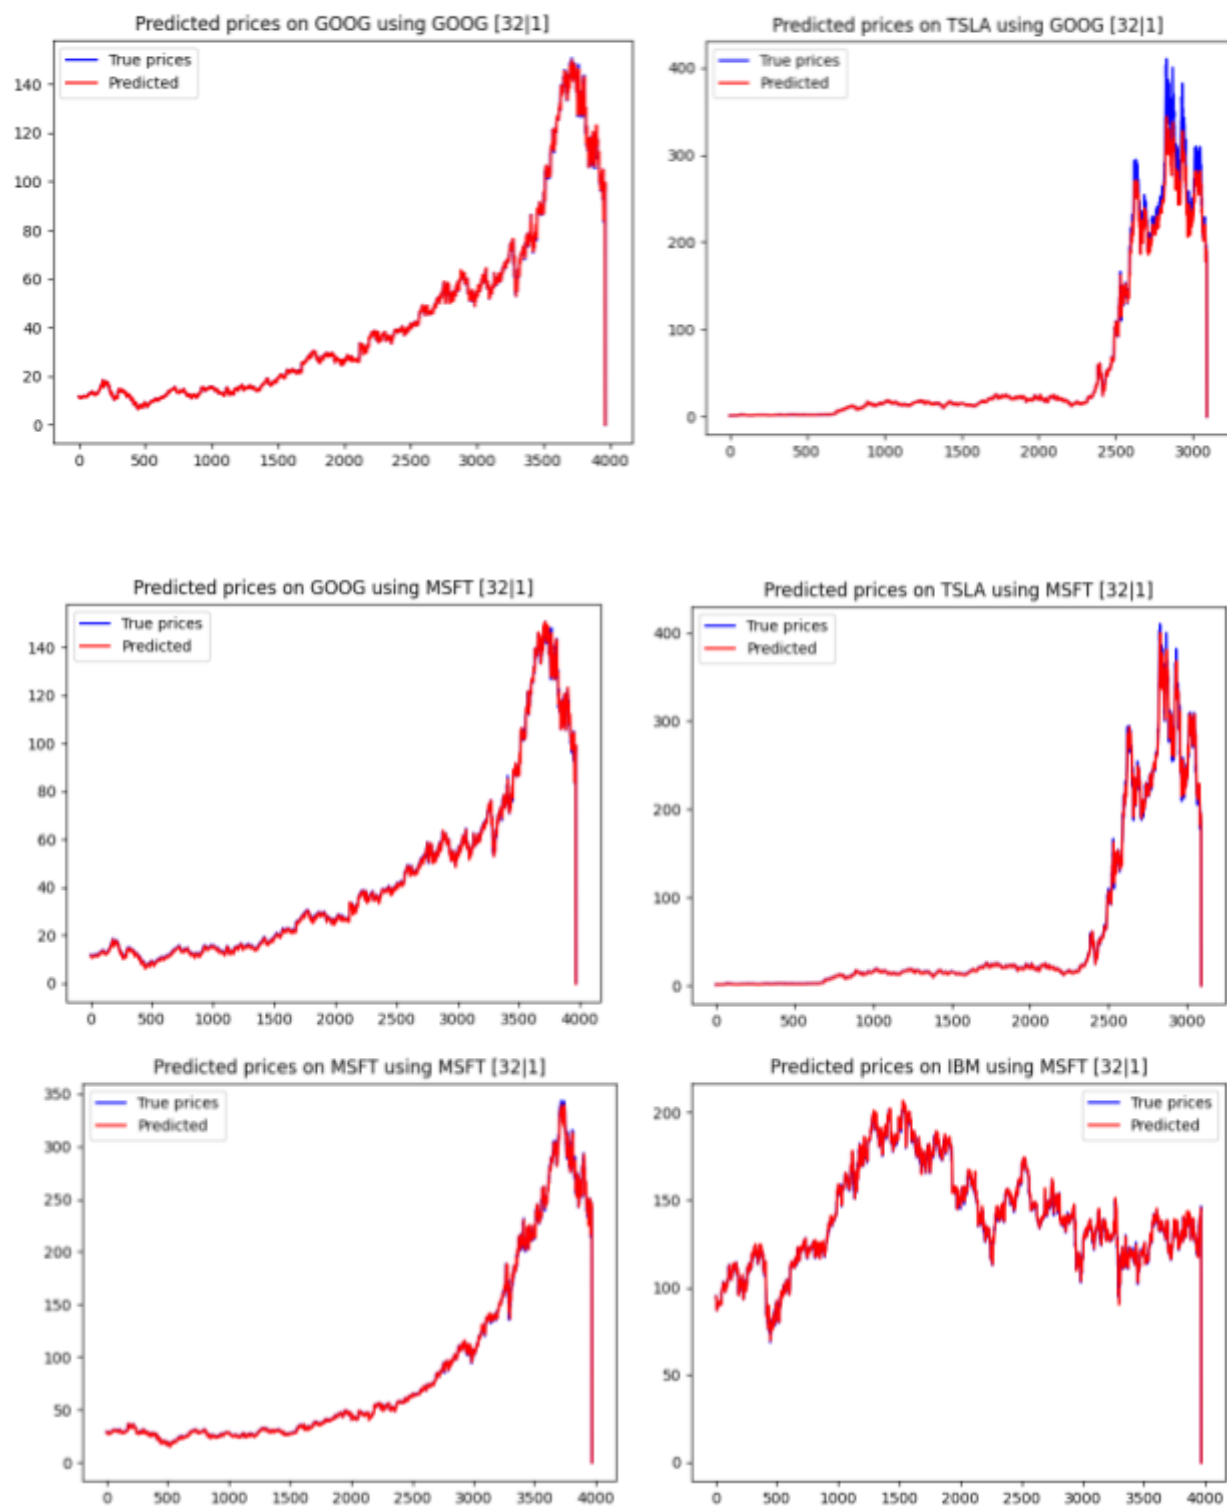 Predicted prices on GOOG using GOOG [32|1]
True prices
Predicted
140
120
100
80
60
40
20
0
0 500 1000 1500 2000 2500 3000 3500 4000
Predicted prices on TSLA using GOOG [32|1]
True prices
Predicted
400
300
200
100
0
0 500 1000 1500 2000 2500 3000
Predicted prices on GOOG using MSFT [32|1]
True prices
Predicted
140
120
100
80
60
40
20
0
0 500 1000 1500 2000 2500 3000 3500 4000
Predicted prices on TSLA using MSFT [32|1]
True prices
Predicted
400
300
200
100
0
0 500 1000 1500 2000 2500 3000
Predicted prices on MSFT using MSFT [32|1]
True prices
Predicted
350
300
250
200
150
100
50
0
0 500 1000 1500 2000 2500 3000 3500 4000
Predicted prices on IBM using MSFT [32|1]
True prices
Predicted
200
150
100
50
0
0 500 1000 1500 2000 2500 3000 3500 4000